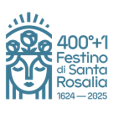 400°+1
Festino
di Santa
Rosalia
1624 — 2025